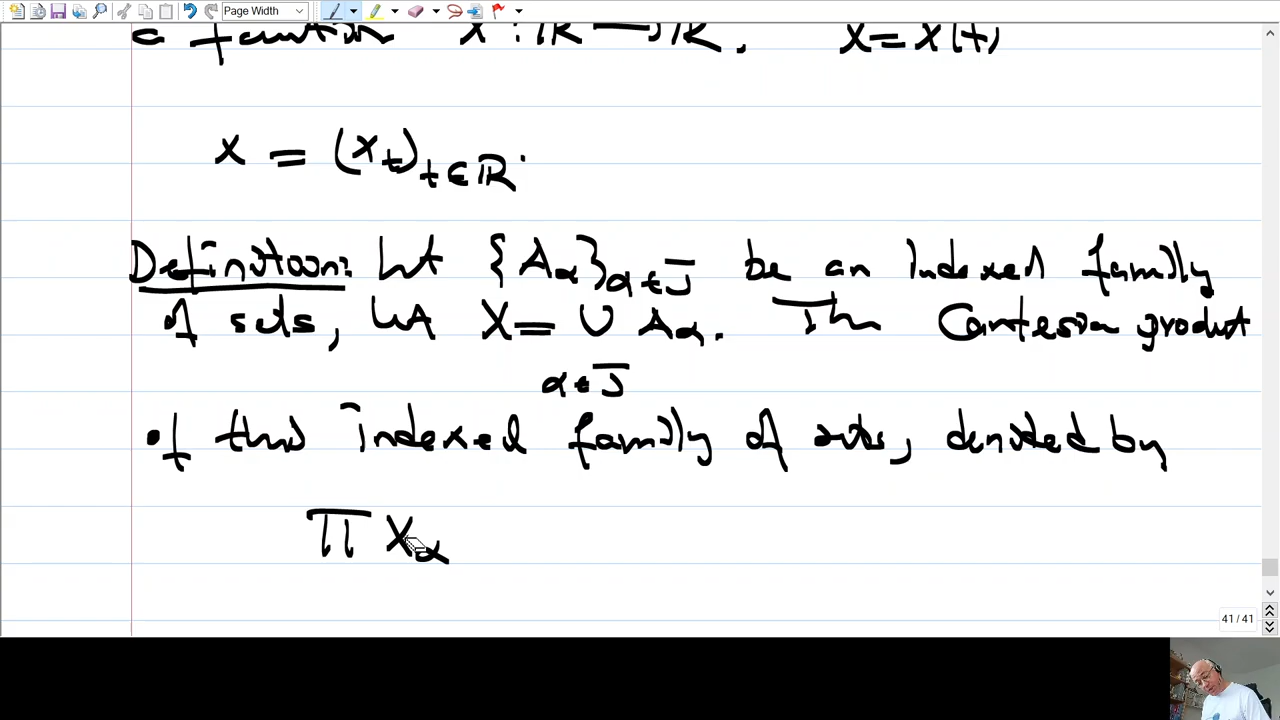 Page Width
a function X : ℝ → ℝ. X = X(t)
X = (X_t)_{t∈ℝ}.
Definition: Let {A_α}_{α∈J} be an Indexed family
of sets, let X = ∪ A_α. The Cartesian product
α∈J
of this indexed family of sets, denoted by
Π X_α
41 / 41